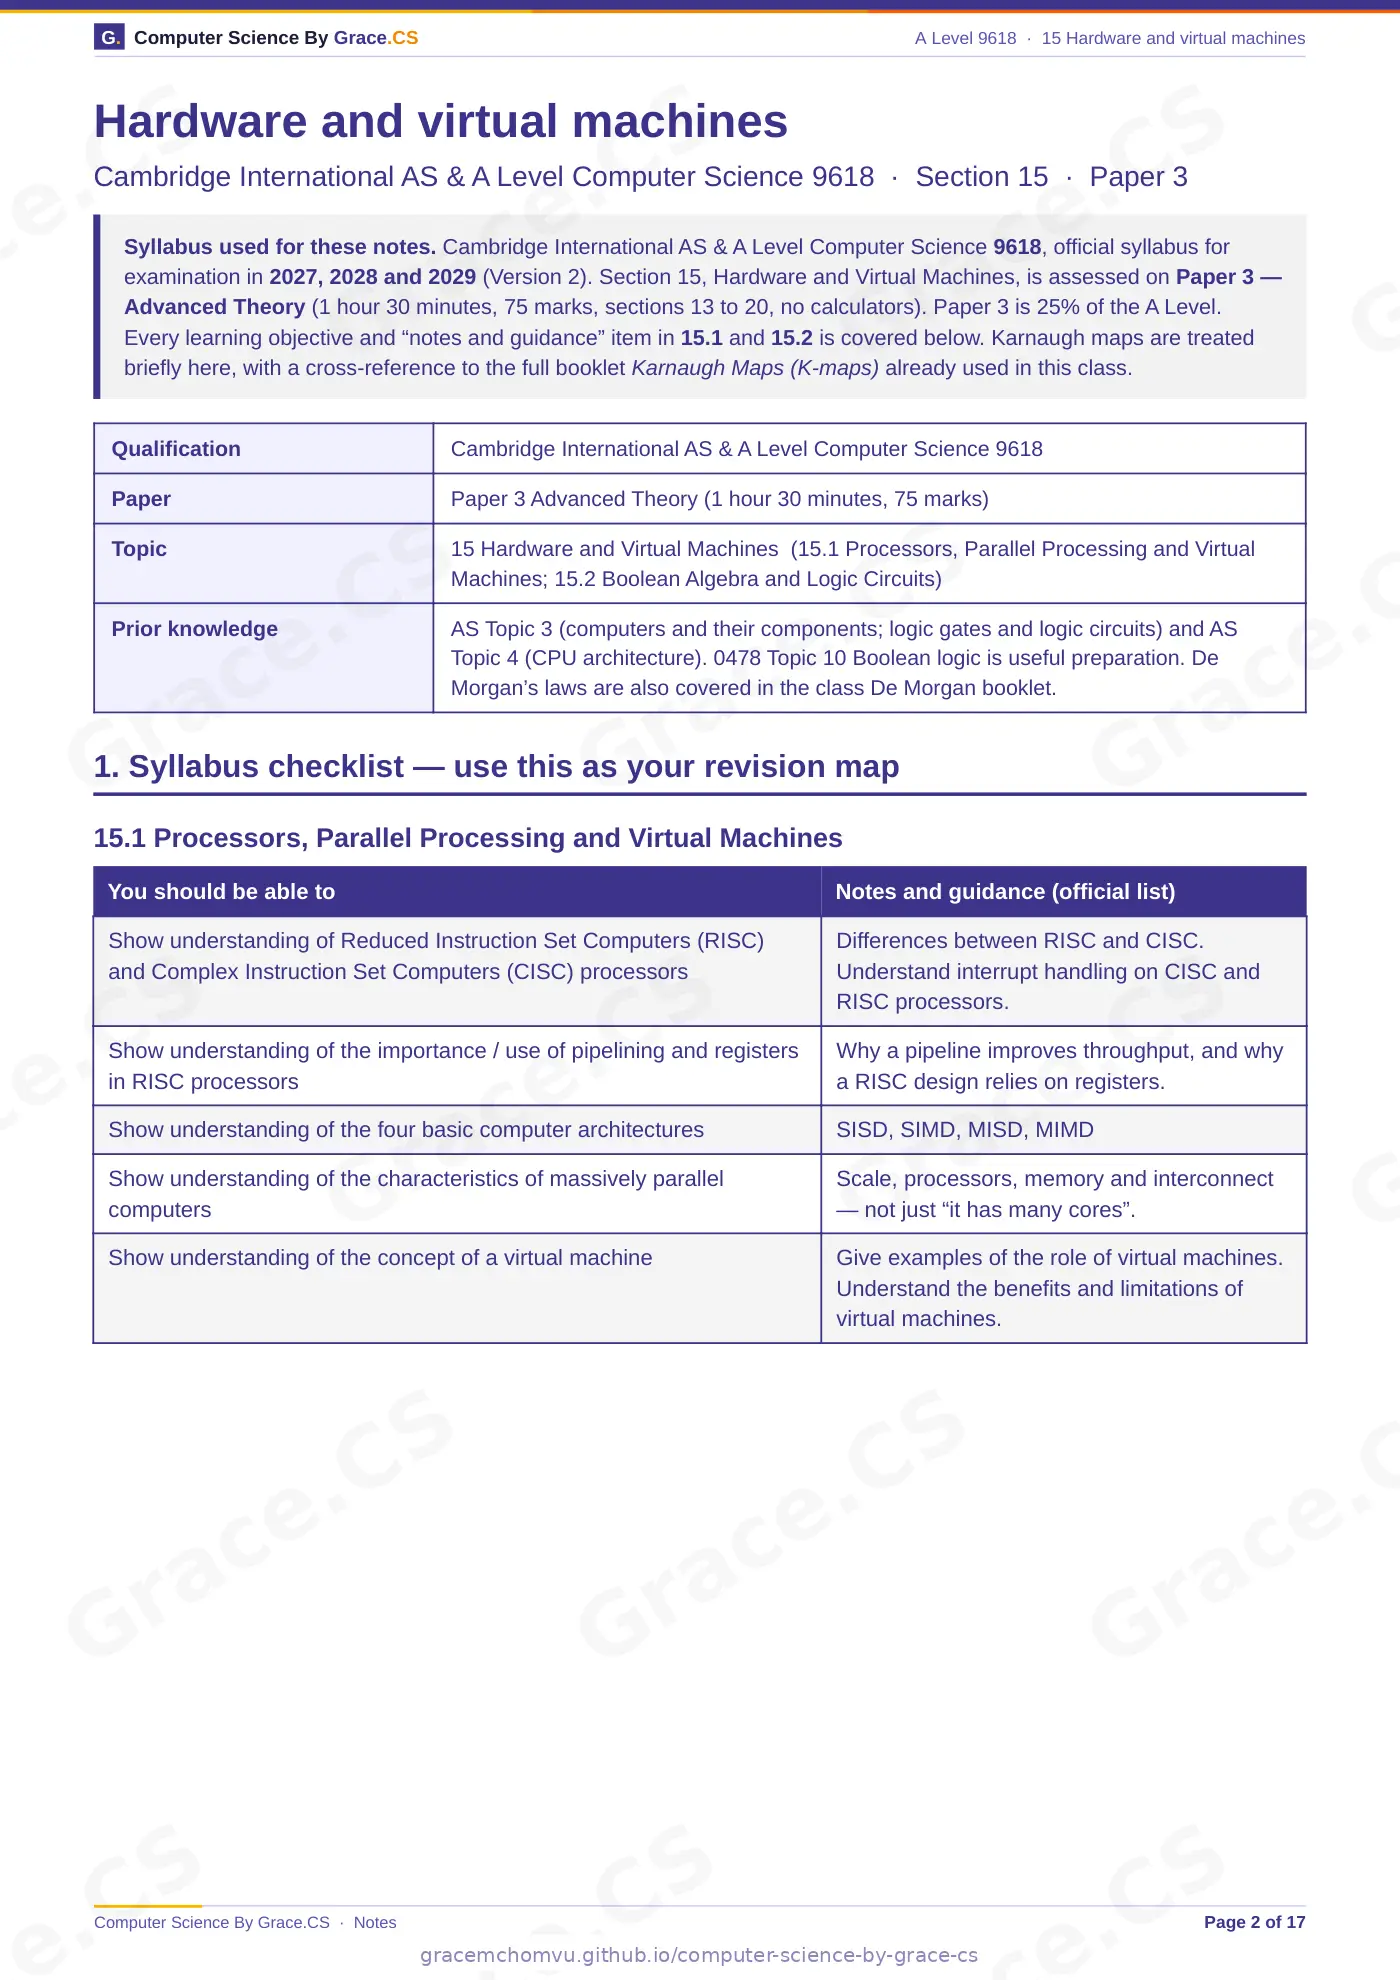 G. Computer Science By Grace.CS
A Level 9618 · 15 Hardware and virtual machines
Hardware and virtual machines
Cambridge International AS & A Level Computer Science 9618 · Section 15 · Paper 3
Syllabus used for these notes. Cambridge International AS & A Level Computer Science 9618, official syllabus for
examination in 2027, 2028 and 2029 (Version 2). Section 15, Hardware and Virtual Machines, is assessed on Paper 3 —
Advanced Theory (1 hour 30 minutes, 75 marks, sections 13 to 20, no calculators). Paper 3 is 25% of the A Level.
Every learning objective and “notes and guidance” item in 15.1 and 15.2 is covered below. Karnaugh maps are treated
briefly here, with a cross-reference to the full booklet Karnaugh Maps (K-maps) already used in this class.
Qualification
Cambridge International AS & A Level Computer Science 9618
Paper
Paper 3 Advanced Theory (1 hour 30 minutes, 75 marks)
Topic
15 Hardware and Virtual Machines (15.1 Processors, Parallel Processing and Virtual
Machines; 15.2 Boolean Algebra and Logic Circuits)
Prior knowledge
AS Topic 3 (computers and their components; logic gates and logic circuits) and AS
Topic 4 (CPU architecture). 0478 Topic 10 Boolean logic is useful preparation. De
Morgan’s laws are also covered in the class De Morgan booklet.
1. Syllabus checklist — use this as your revision map
15.1 Processors, Parallel Processing and Virtual Machines
You should be able to
Notes and guidance (official list)
Show understanding of Reduced Instruction Set Computers (RISC)
and Complex Instruction Set Computers (CISC) processors
Differences between RISC and CISC.
Understand interrupt handling on CISC and
RISC processors.
Show understanding of the importance / use of pipelining and registers
in RISC processors
Why a pipeline improves throughput, and why
a RISC design relies on registers.
Show understanding of the four basic computer architectures
SISD, SIMD, MISD, MIMD
Show understanding of the characteristics of massively parallel
computers
Scale, processors, memory and interconnect
— not just “it has many cores”.
Show understanding of the concept of a virtual machine
Give examples of the role of virtual machines.
Understand the benefits and limitations of
virtual machines.
Computer Science By Grace.CS · Notes
Page 2 of 17
gracemchomvu.github.io/computer-science-by-grace-cs